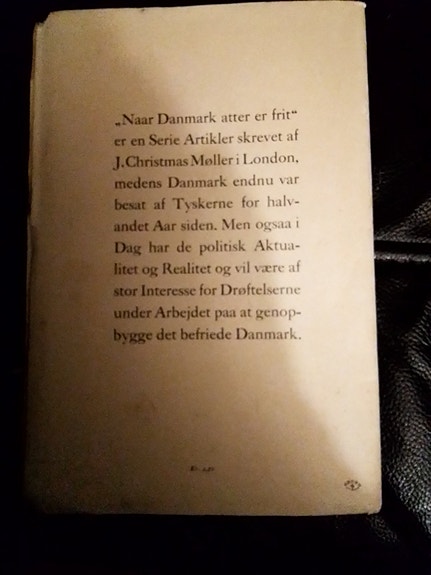 „Naar Danmark atter er frit“
er en Serie Artikler skrevet af
J. Christmas Møller i London,
medens Danmark endnu var
besat af Tyskerne for halv-
andet Aar siden. Men ogsaa i
Dag har de politisk Aktua-
litet og Realitet og vil være af
stor Interesse for Drøftelserne
under Arbejdet paa at genop-
bygge det befriede Danmark.
Kr.